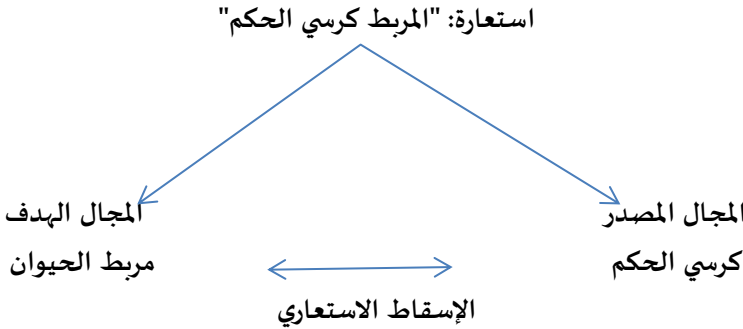 استعارة: "المربط كرسي الحكم"
المجال المصدر
كرسي الحكم
المجال الهدف
مربط الحيوان
الإسقاط الاستعاري